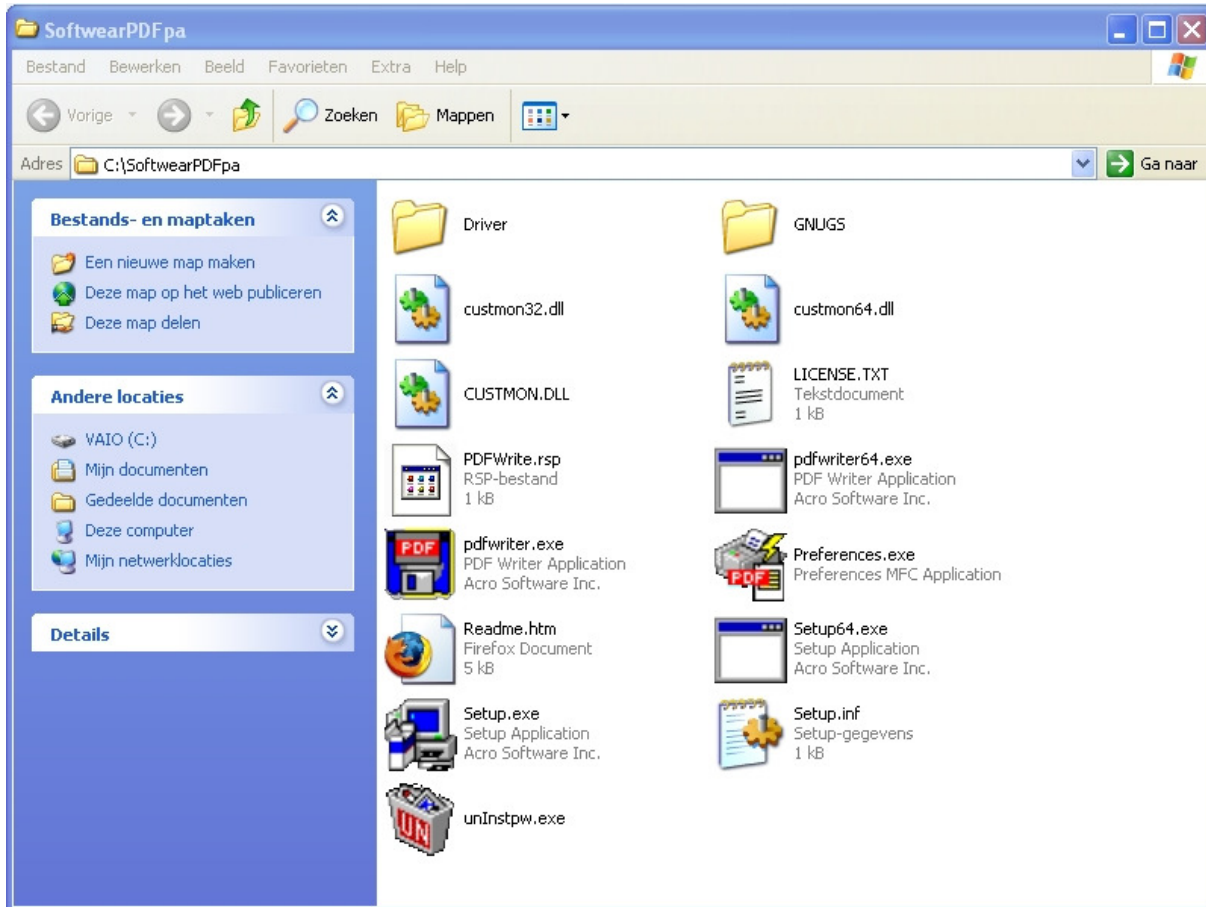 SoftwearPDFpa
Bestand Bewerken Beeld Favorieten Extra Help
Vorige Zoeken Mappen
Adres C:\SoftwearPDFpa Ga naar
Bestands- en maptaken
Een nieuwe map maken
Deze map op het web publiceren
Deze map delen
Andere locaties
VAIO (C:)
Mijn documenten
Gedeelde documenten
Deze computer
Mijn netwerklocaties
Details
Driver
GNUGS
custmon32.dll
custmon64.dll
CUSTMON.DLL
LICENSE.TXT
Tekstdocument
1 kB
PDFWrite.rsp
RSP-bestand
1 kB
pdfwriter64.exe
PDF Writer Application
Acro Software Inc.
PDF
pdfwriter.exe
PDF Writer Application
Acro Software Inc.
PDF
Preferences.exe
Preferences MFC Application
Readme.htm
Firefox Document
5 kB
Setup64.exe
Setup Application
Acro Software Inc.
Setup.exe
Setup Application
Acro Software Inc.
Setup.inf
Setup-gegevens
1 kB
UN
unInstpw.exe